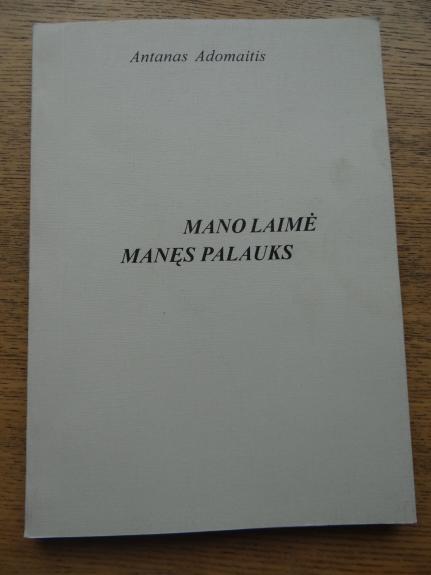 Antanas Adomaitis
MANO LAIMĖ
MANĘS PALAUKS